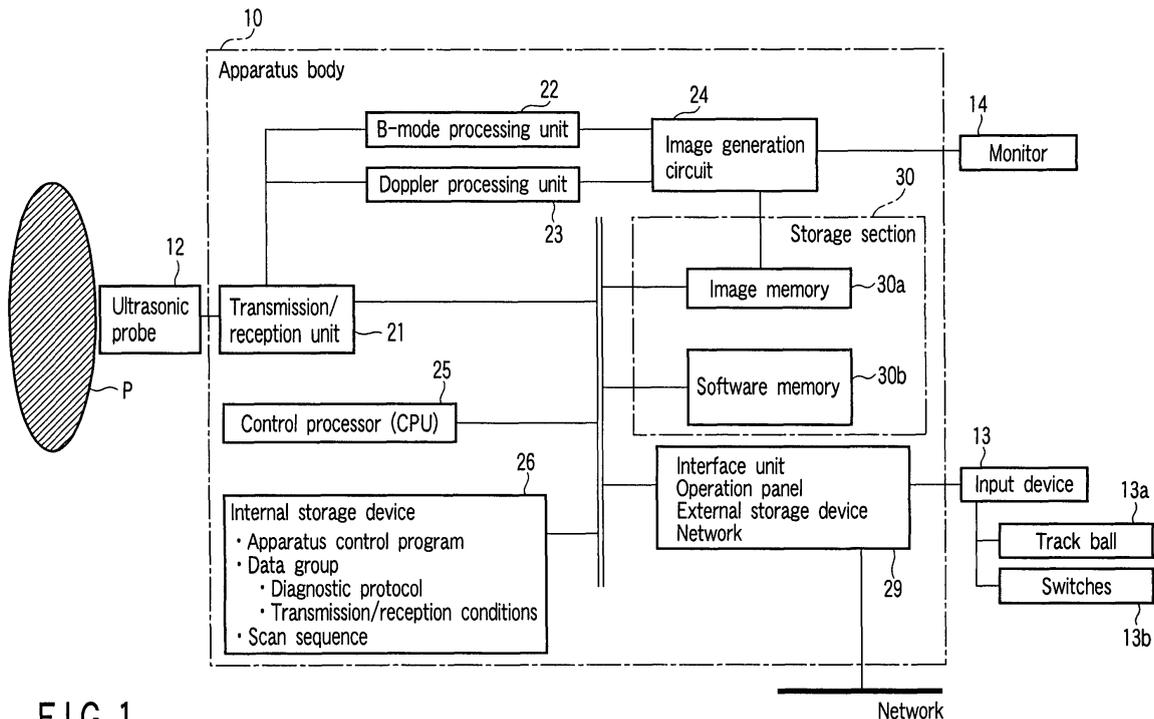 10
Apparatus body
22
B-mode processing unit
24
Image generation
circuit
14
Monitor
Doppler processing unit
23
30
Storage section
12
Ultrasonic
probe
Transmission/
reception unit
21
Image memory
30a
P
Software memory
30b
25
Control processor (CPU)
26
Internal storage device
・Apparatus control program
・Data group
・Diagnostic protocol
・Transmission/reception conditions
・Scan sequence
Interface unit
Operation panel
External storage device
Network
29
13
Input device
13a
Track ball
Switches
13b
Network
FIG. 1